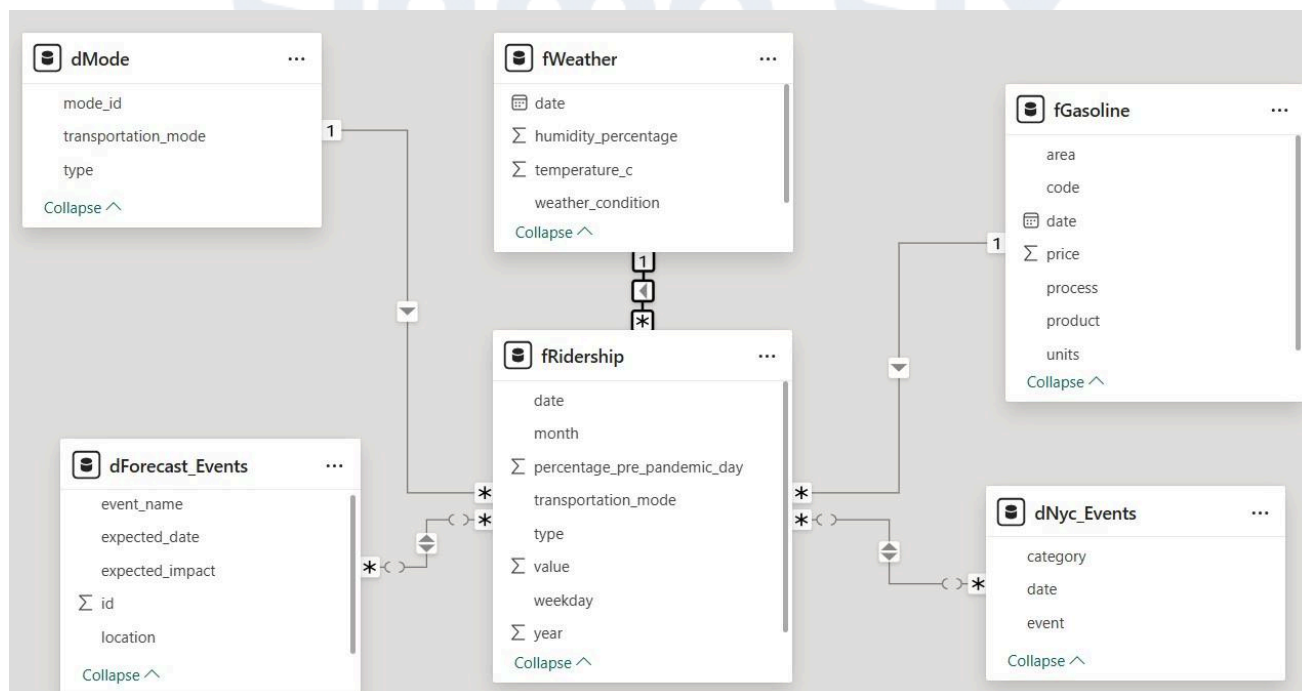 dMode
...
mode_id
transportation_mode
type
Collapse
fWeather
...
date
humidity_percentage
temperature_c
weather_condition
Collapse
fGasoline
...
area
code
date
price
process
product
units
Collapse
1
1
*
1
fRidership
...
date
month
percentage_pre_pandemic_day
transportation_mode
type
value
weekday
year
Collapse
*
*
*
*
dForecast_Events
...
event_name
expected_date
expected_impact
id
location
Collapse
*
dNyc_Events
...
category
date
event
Collapse
*